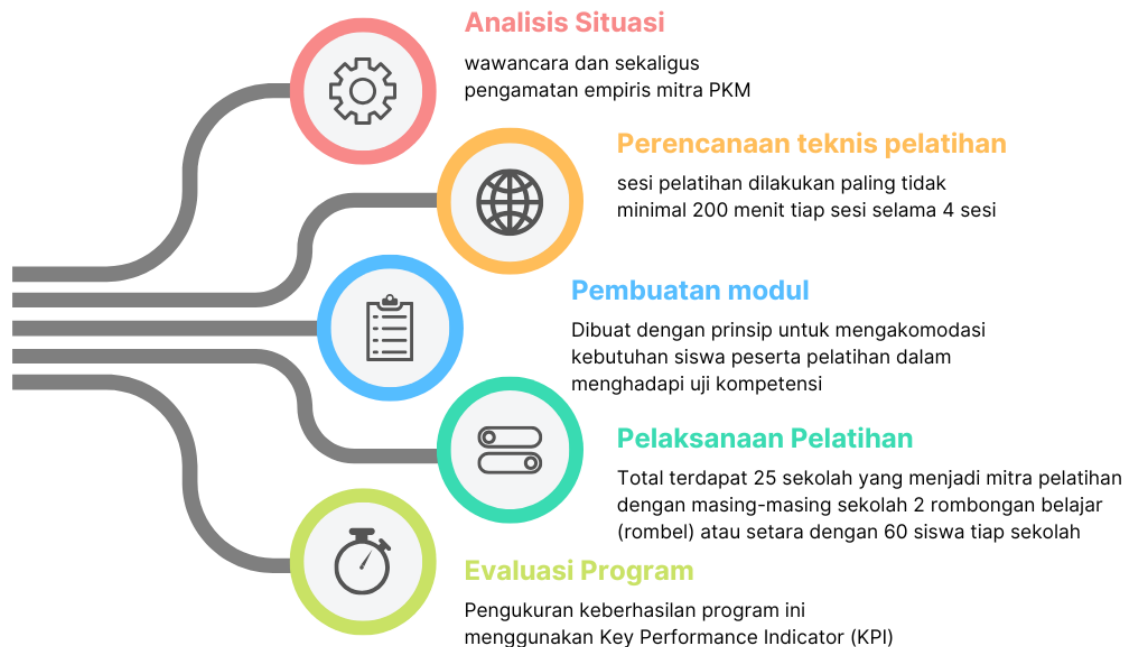 Analisis Situasi
wawancara dan sekaligus
pengamatan empiris mitra PKM
Perencanaan teknis pelatihan
sesi pelatihan dilakukan paling tidak
minimal 200 menit tiap sesi selama 4 sesi
Pembuatan modul
Dibuat dengan prinsip untuk mengakomodasi
kebutuhan siswa peserta pelatihan dalam
menghadapi uji kompetensi
Pelaksanaan Pelatihan
Total terdapat 25 sekolah yang menjadi mitra pelatihan
dengan masing-masing sekolah 2 rombongan belajar
(rombel) atau setara dengan 60 siswa tiap sekolah
Evaluasi Program
Pengukuran keberhasilan program ini
menggunakan Key Performance Indicator (KPI)